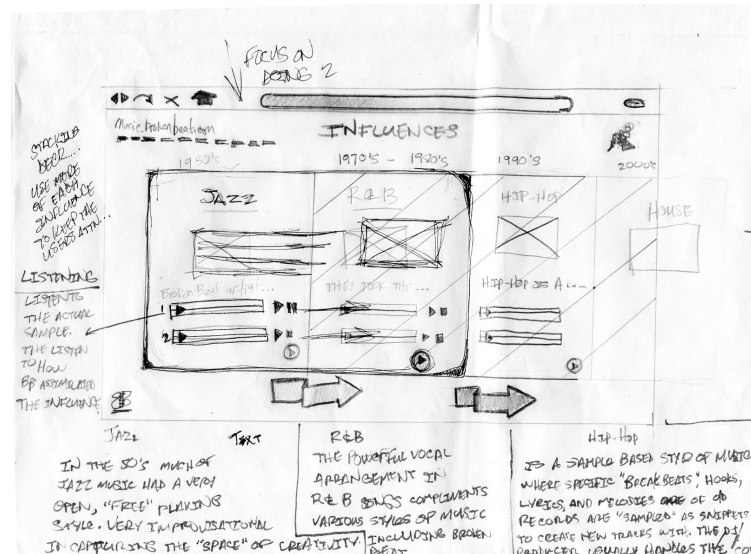 FOCUS ON
DOING 2
INFLUENCES
1950'S
1970'S - 1980'S
1990'S
2000'S
USE MORE
OF EACH
INFLUENCE
TO KEEP THE
USERS ATTN...
JAZZ
R&B
HIP-HOP
HOUSE
Broken Beat artist...
THEY TOOK THE ...
HIP-HOP IS A ...
1
2
LISTENING
THE ACTUAL
SAMPLE.
THE LISTEN
TO HOW
BB ASSIMILATED
THE INFLUENCE
JAZZ
TEXT
IN THE 50'S MUCH OF
JAZZ MUSIC HAD A VERY
OPEN, "FREE" PLAYING
STYLE. VERY IMPROVISATIONAL
IN CAPTURING THE "SPACE" OF CREATIVITY.
R&B
THE POWERFUL VOCAL
ARRANGEMENT IN
R&B SONGS COMPLIMENTS
VARIOUS STYLES OF MUSIC
INCLUDING BROKEN
BEAT
HIP-HOP
IS A SAMPLE BASED STYLE OF MUSIC
WHERE SPECIFIC "BREAKBEATS", HOOKS,
LYRICS, AND MELODIES OF
RECORDS ARE "SAMPLED" AS SNIPPETS
TO CREATE NEW TRACKS WITH. THE DJ/
PRODUCER USUALLY HANDLES THE